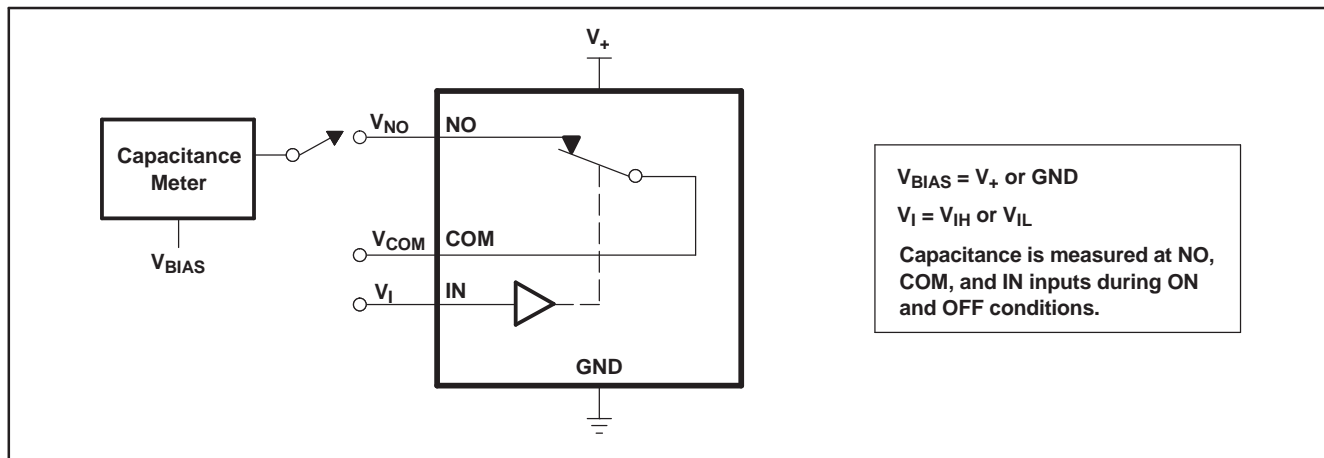 V+
Capacitance
Meter
VBIAS
VNO
NO
VCOM
COM
VI
IN
GND
VBIAS = V+ or GND
VI = VIH or VIL
Capacitance is measured at NO,
COM, and IN inputs during ON
and OFF conditions.